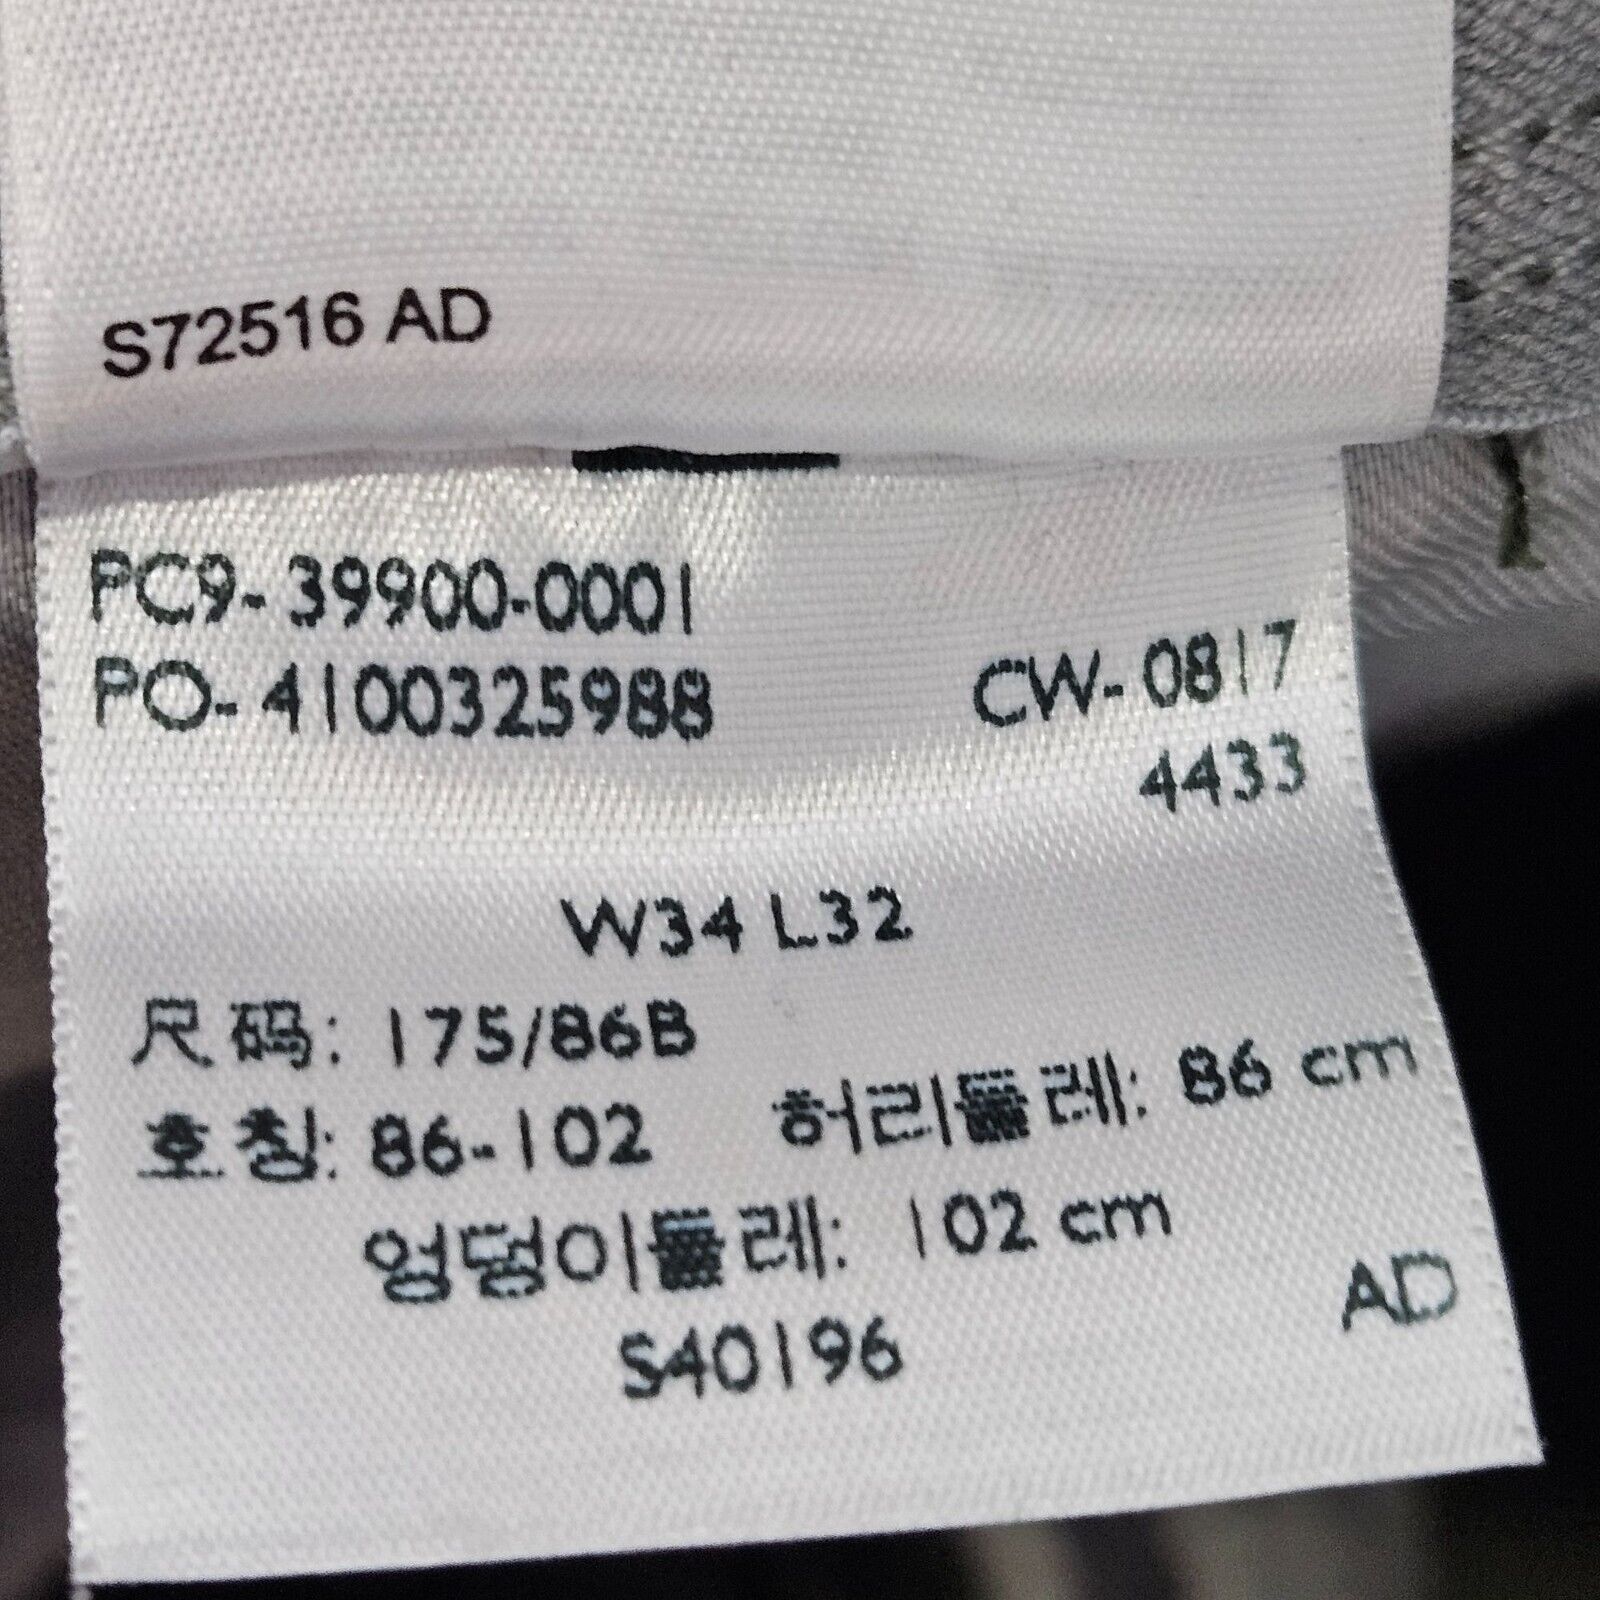 S72516 AD
PC9-39900-0001
PO-4100325988 CW-0817
4433
W34 L32
尺码: 175/86B
호칭: 86-102 허리둘레: 86 cm
엉덩이둘레: 102 cm
AD
S40196